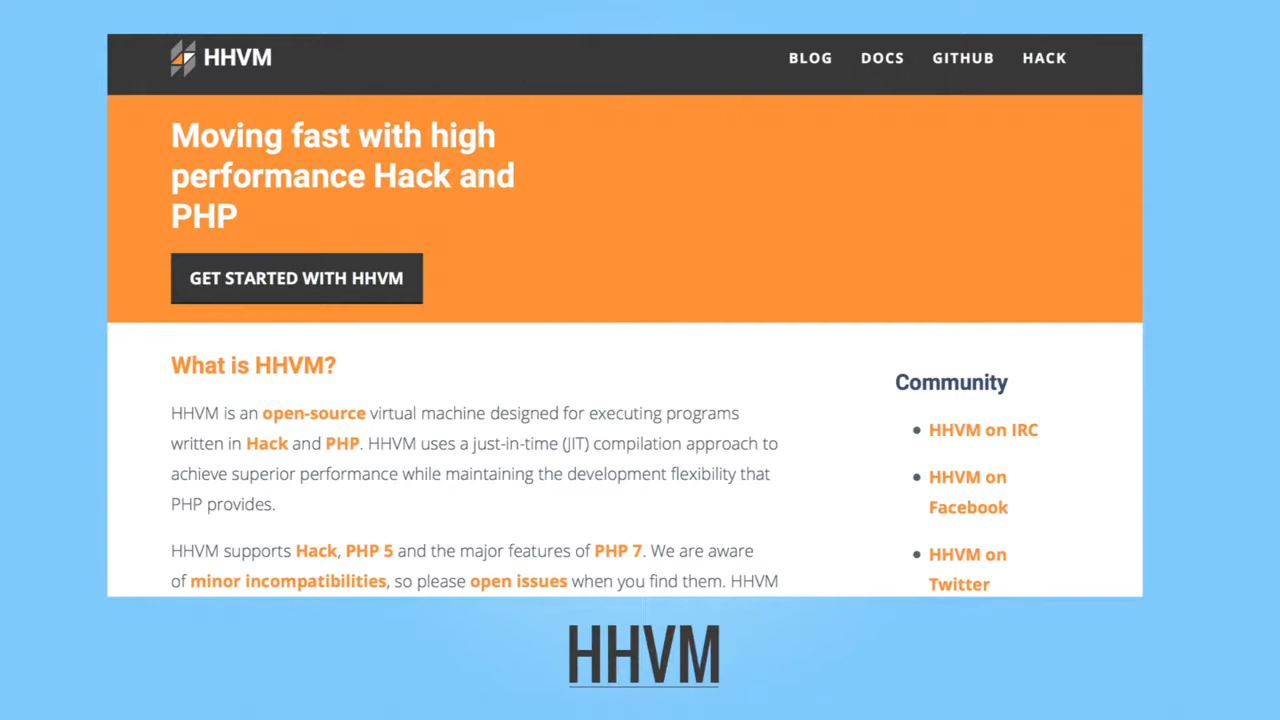 HHVM
BLOG DOCS GITHUB HACK
Moving fast with high
performance Hack and
PHP
GET STARTED WITH HHVM
What is HHVM?
HHVM is an open-source virtual machine designed for executing programs
written in Hack and PHP. HHVM uses a just-in-time (JIT) compilation approach to
achieve superior performance while maintaining the development flexibility that
PHP provides.
HHVM supports Hack, PHP 5 and the major features of PHP 7. We are aware
of minor incompatibilities, so please open issues when you find them. HHVM
Community
HHVM on IRC
HHVM on
Facebook
HHVM on
Twitter
HHVM